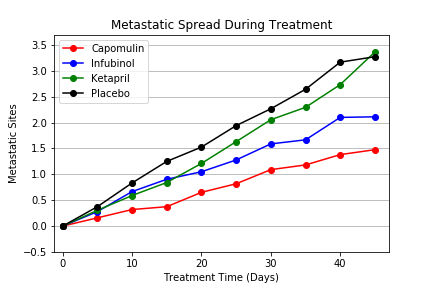 Metastatic Spread During Treatment
3.5
3.0
2.5
2.0
1.5
1.0
0.5
0.0
−0.5
Metastatic Sites
Capomulin
Infubinol
Ketapril
Placebo
0 10 20 30 40
Treatment Time (Days)